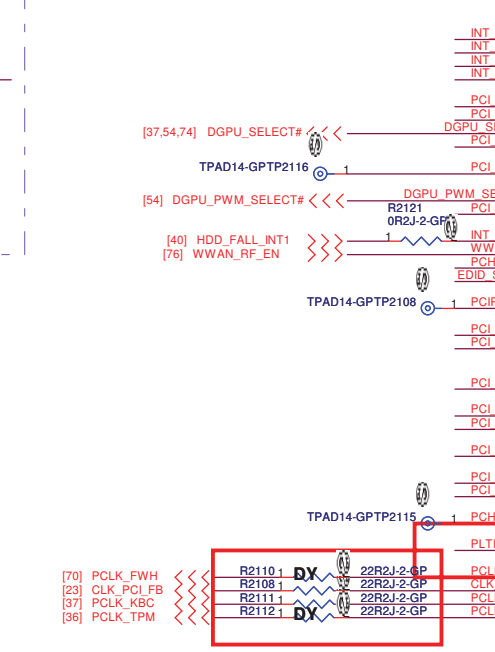 INT
INT
INT
INT
PCI
PCI
[37,54,74] DGPU_SELECT# DGPU_SE
PCI
TPAD14-GPTP2116 1 PCI
[54] DGPU_PWM_SELECT# DGPU_PWM_SE
R2121 PCI
0R2J-2-GP
[40] HDD_FALL_INT1 1 INT
[76] WWAN_RF_EN WW
PCH
EDID_S
TPAD14-GPTP2108 1 PCIR
PCI
PCI
PCI
PCI
PCI
PCI
PCI
TPAD14-GPTP2115 1 PCH
PLT
[70] PCLK_FWH R2110 1 DY 22R2J-2-GP PCL
[23] CLK_PCI_FB R2108 1 22R2J-2-GP CLK
[37] PCLK_KBC R2111 1 22R2J-2-GP PCL
[36] PCLK_TPM R2112 1 DY 22R2J-2-GP PCL